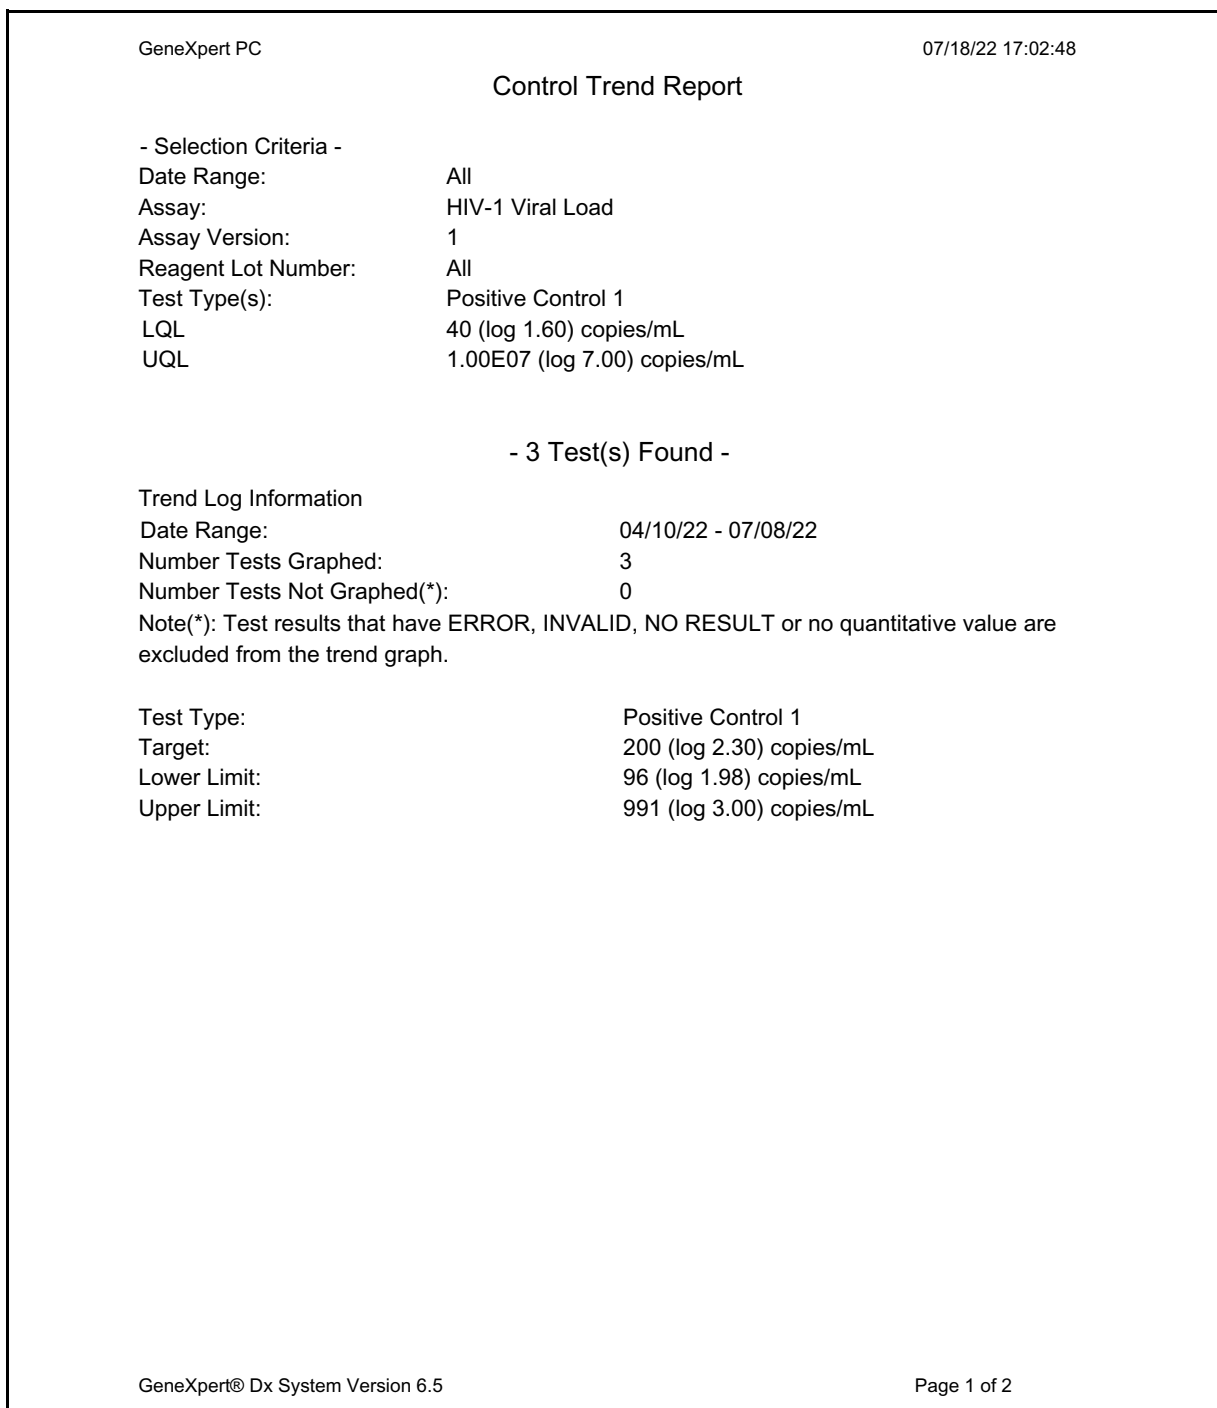 GeneXpert PC 07/18/22 17:02:48
Control Trend Report
- Selection Criteria -
Date Range: All
Assay: HIV-1 Viral Load
Assay Version: 1
Reagent Lot Number: All
Test Type(s): Positive Control 1
LQL 40 (log 1.60) copies/mL
UQL 1.00E07 (log 7.00) copies/mL
- 3 Test(s) Found -
Trend Log Information
Date Range: 04/10/22 - 07/08/22
Number Tests Graphed: 3
Number Tests Not Graphed(*): 0
Note(*): Test results that have ERROR, INVALID, NO RESULT or no quantitative value are
excluded from the trend graph.
Test Type: Positive Control 1
Target: 200 (log 2.30) copies/mL
Lower Limit: 96 (log 1.98) copies/mL
Upper Limit: 991 (log 3.00) copies/mL
GeneXpert® Dx System Version 6.5 Page 1 of 2